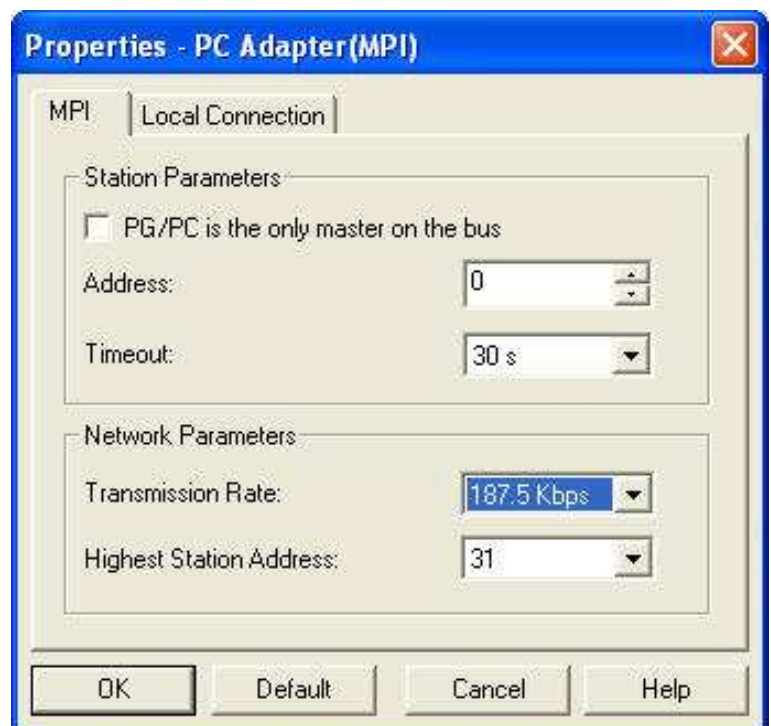 Properties - PC Adapter(MPI)
MPI
Local Connection
Station Parameters
PG/PC is the only master on the bus
Address:
0
Timeout:
30 s
Network Parameters
Transmission Rate:
187.5 Kbps
Highest Station Address:
31
OK
Default
Cancel
Help